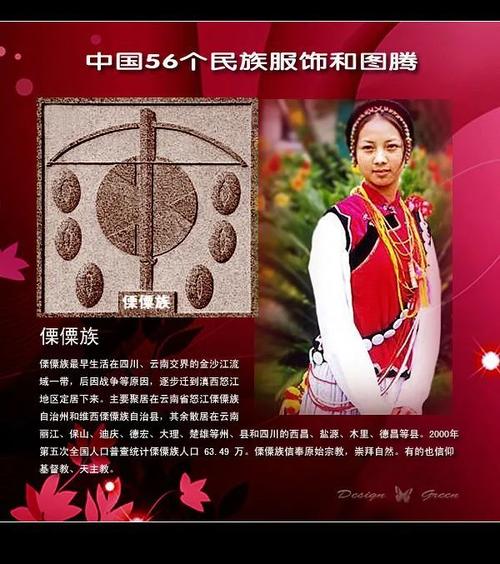 中国56个民族服饰和图腾
傈僳族
傈僳族
傈僳族最早生活在四川、云南交界的金沙江流
域一带，后因战争等原因，逐步迁到滇西怒江
地区定居下来。主要聚居在云南省怒江傈僳族
自治州和维西傈僳族自治县，其余散居在云南
丽江、保山、迪庆、德宏、大理、楚雄等州、县和四川的西昌、盐源、木里、德昌等县。2000年
第五次全国人口普查统计傈僳族人口 63.49 万。傈僳族信奉原始宗教，崇拜自然。有的也信仰
基督教、天主教。
Design Green